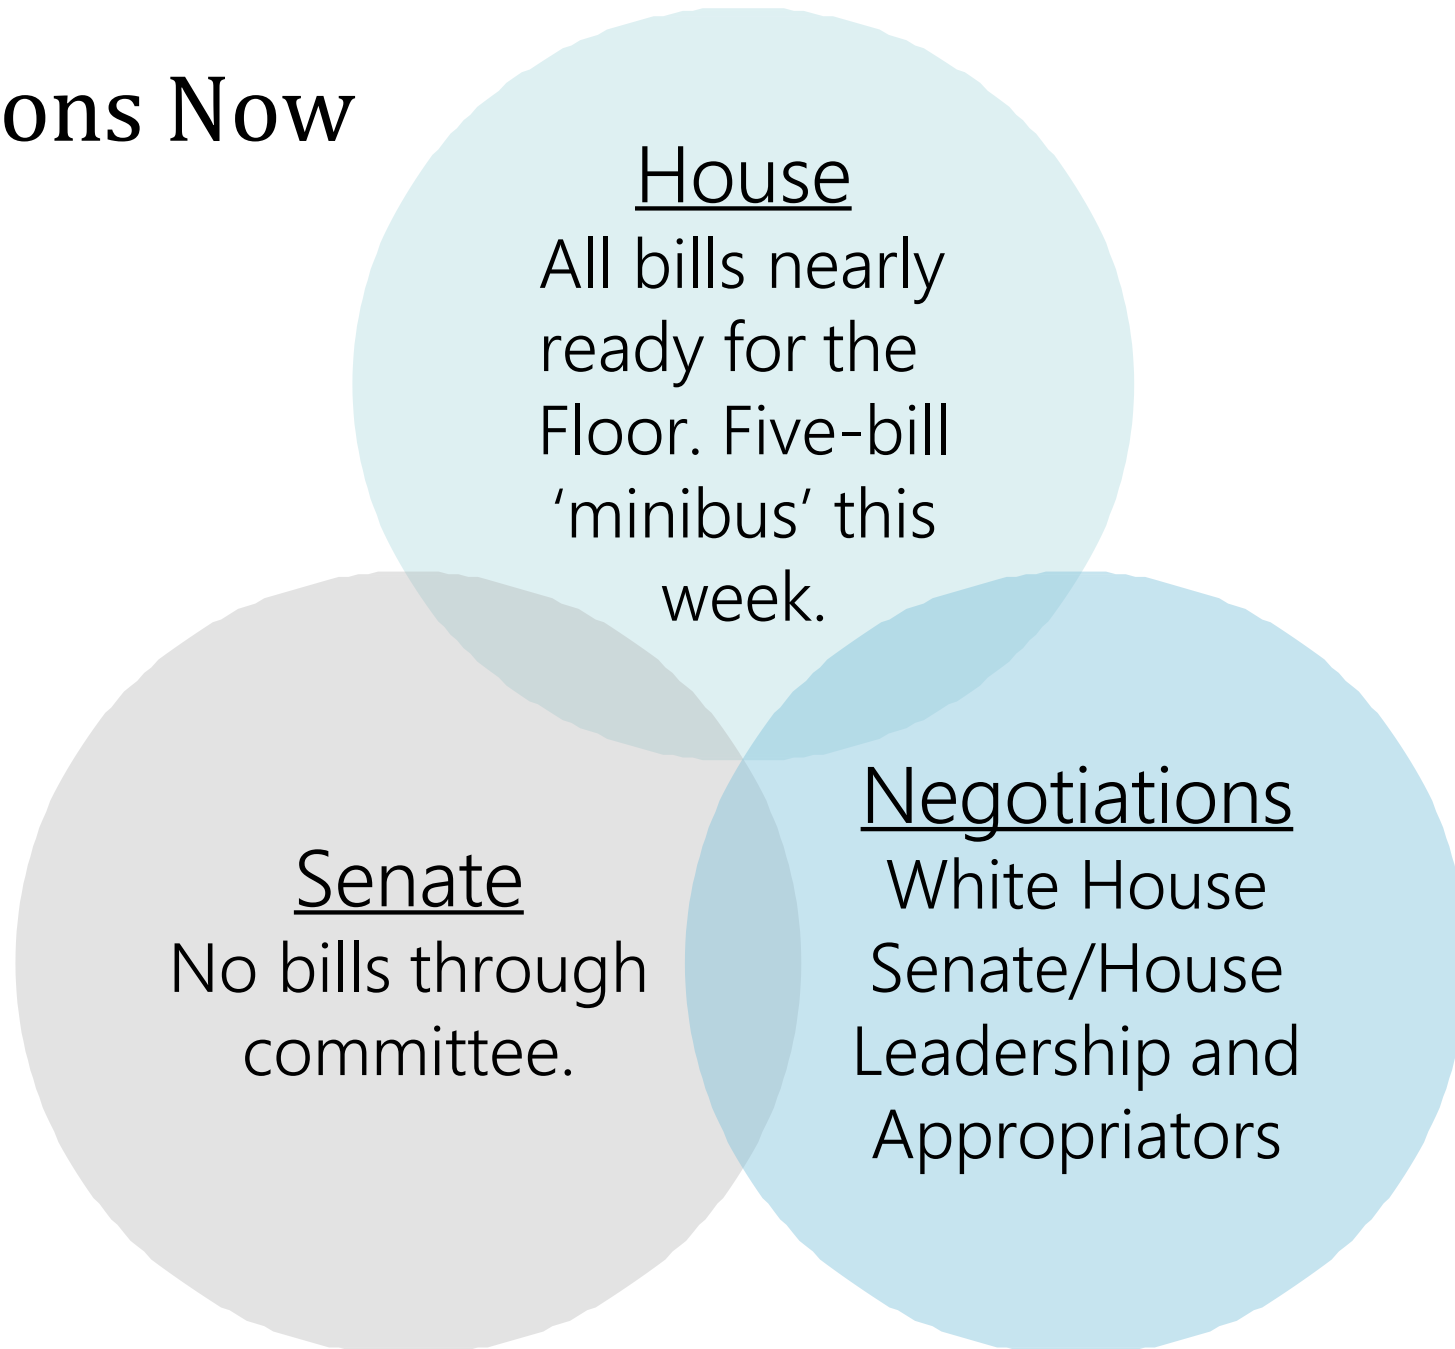 ons Now
House
All bills nearly
ready for the
Floor. Five-bill
‘minibus’ this
week.
Senate
No bills through
committee.
Negotiations
White House
Senate/House
Leadership and
Appropriators